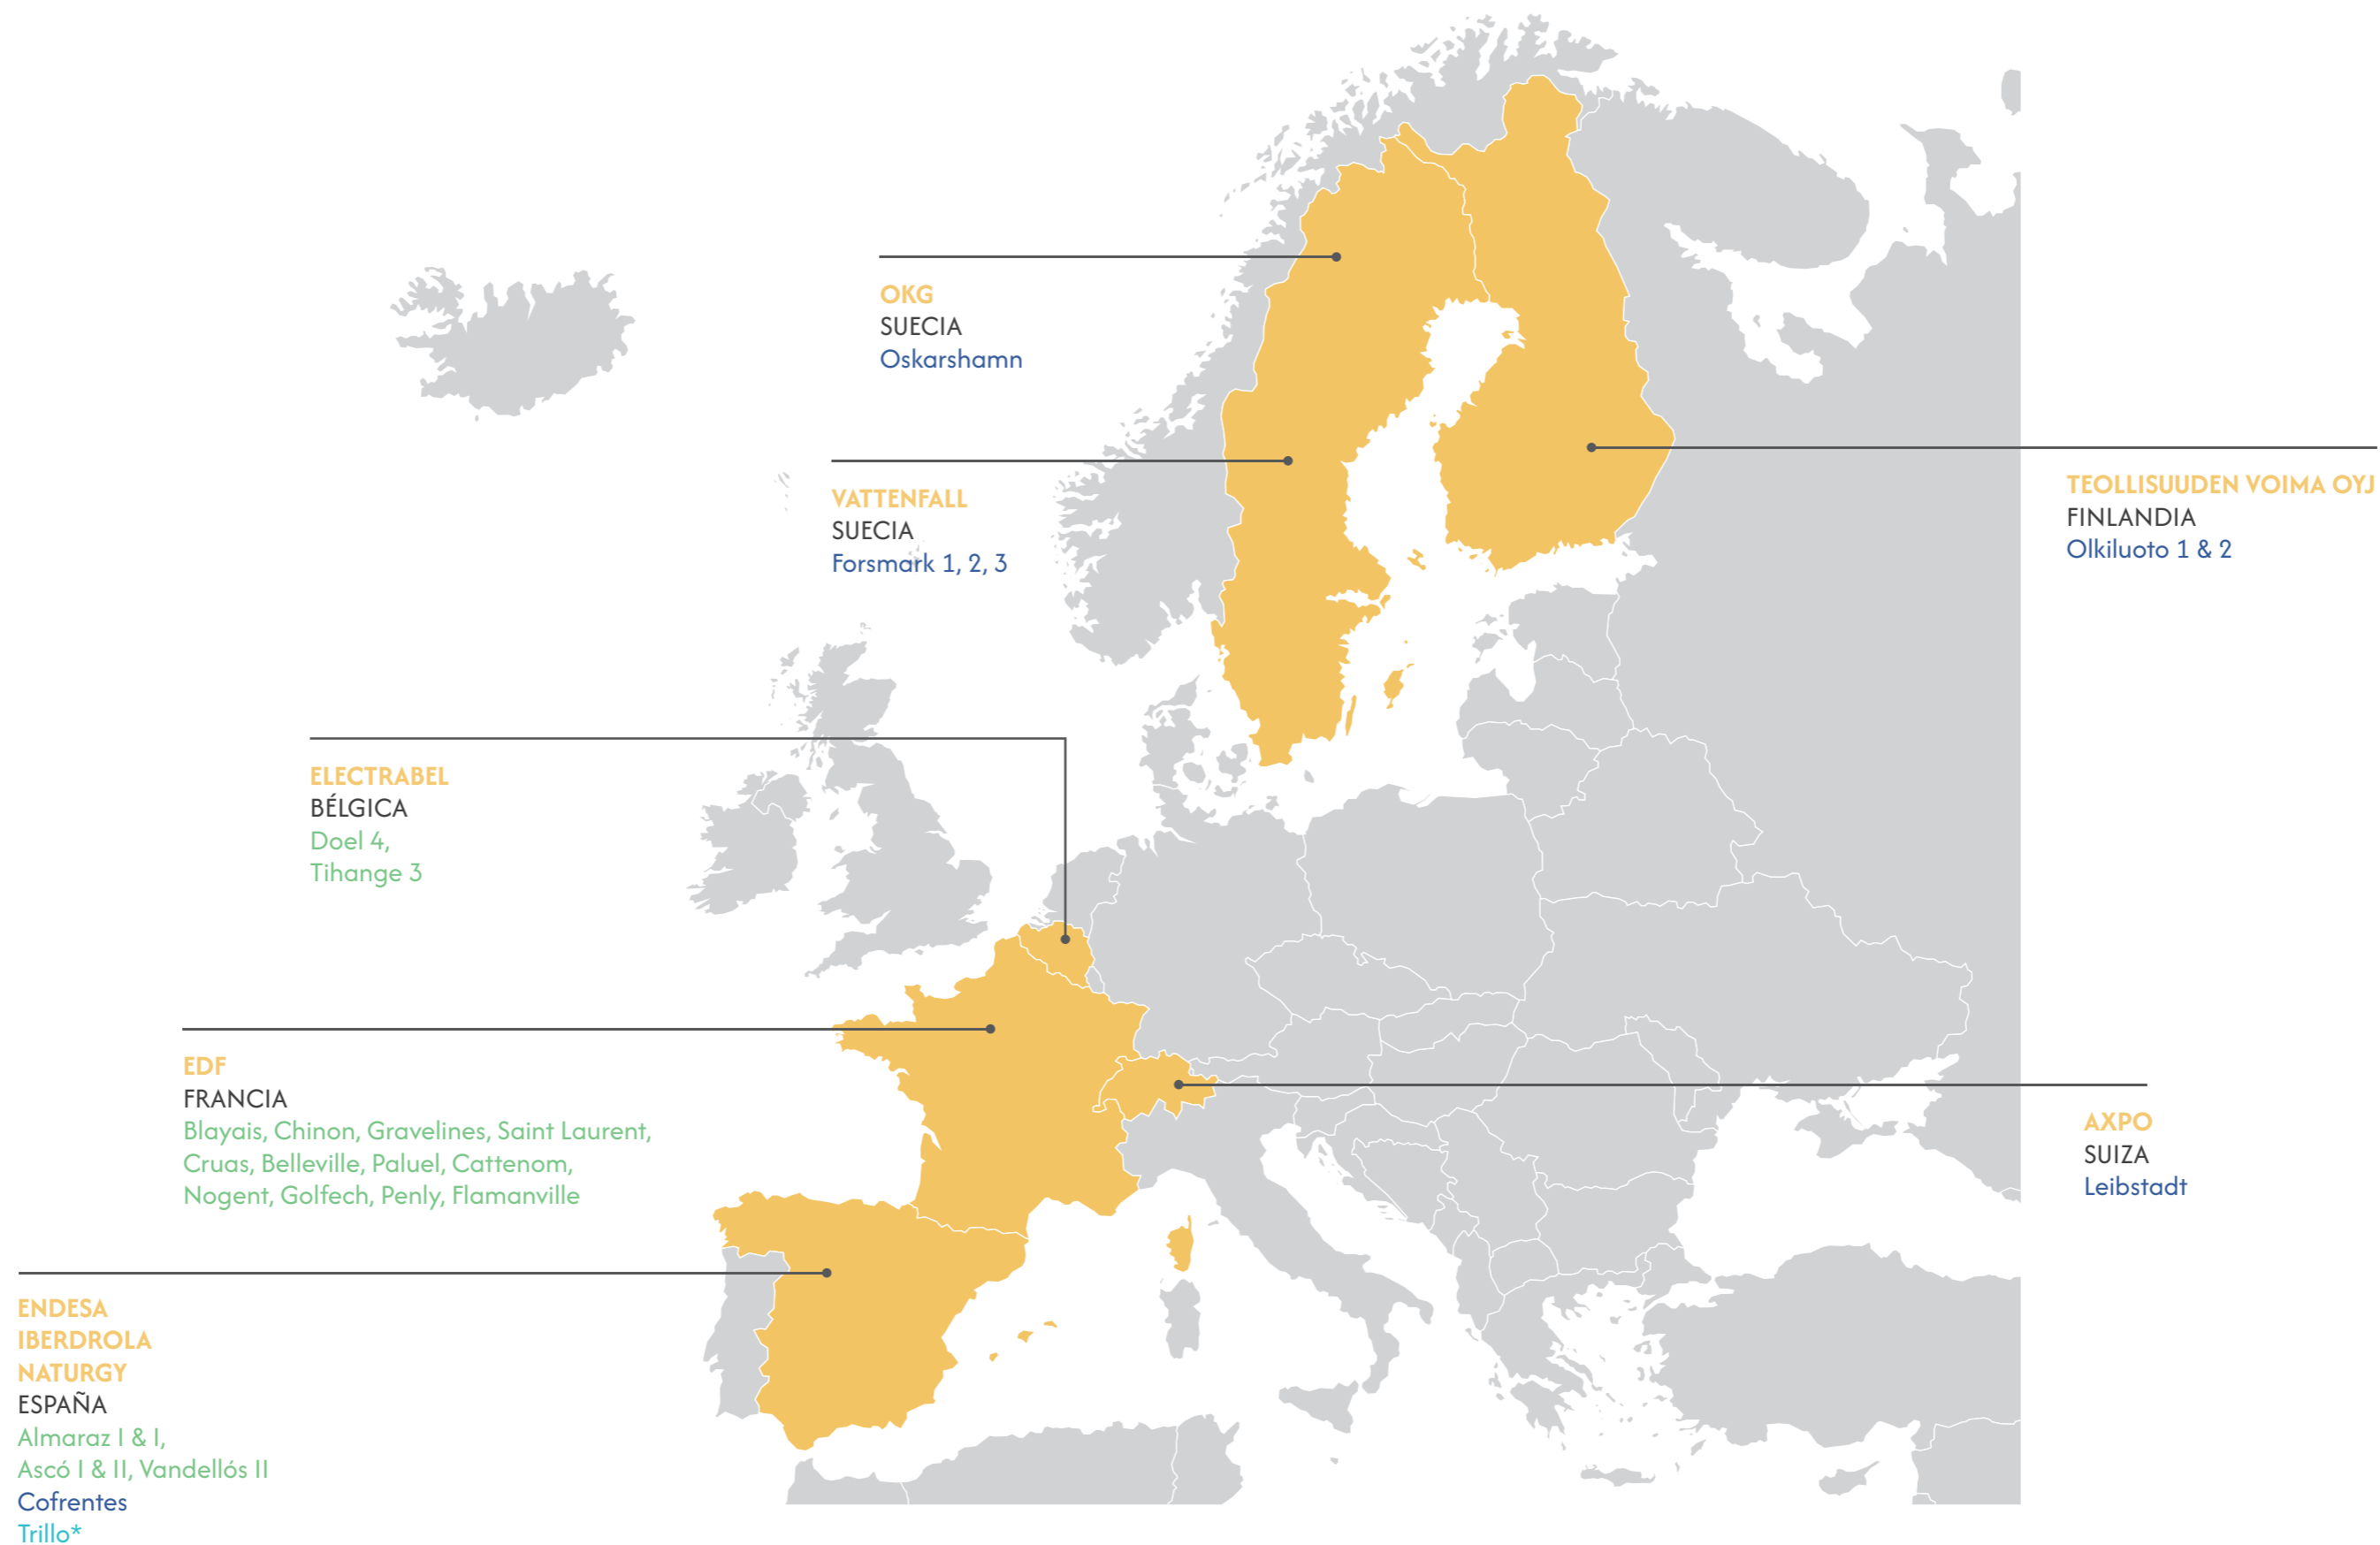 OKG
SUECIA
Oskarshamn
VATTENFALL
SUECIA
Forsmark 1, 2, 3
TEOLLISUUDEN VOIMA OYJ
FINLANDIA
Olkiluoto 1 & 2
ELECTRABEL
BÉLGICA
Doel 4,
Tihange 3
EDF
FRANCIA
Blayais, Chinon, Gravelines, Saint Laurent,
Cruas, Belleville, Paluel, Cattenom,
Nogent, Golfech, Penly, Flamanville
AXPO
SUIZA
Leibstadt
ENDESA
IBERDROLA
NATURGY
ESPAÑA
Almaraz I & I,
Ascó I & II, Vandellós II
Cofrentes
Trillo*